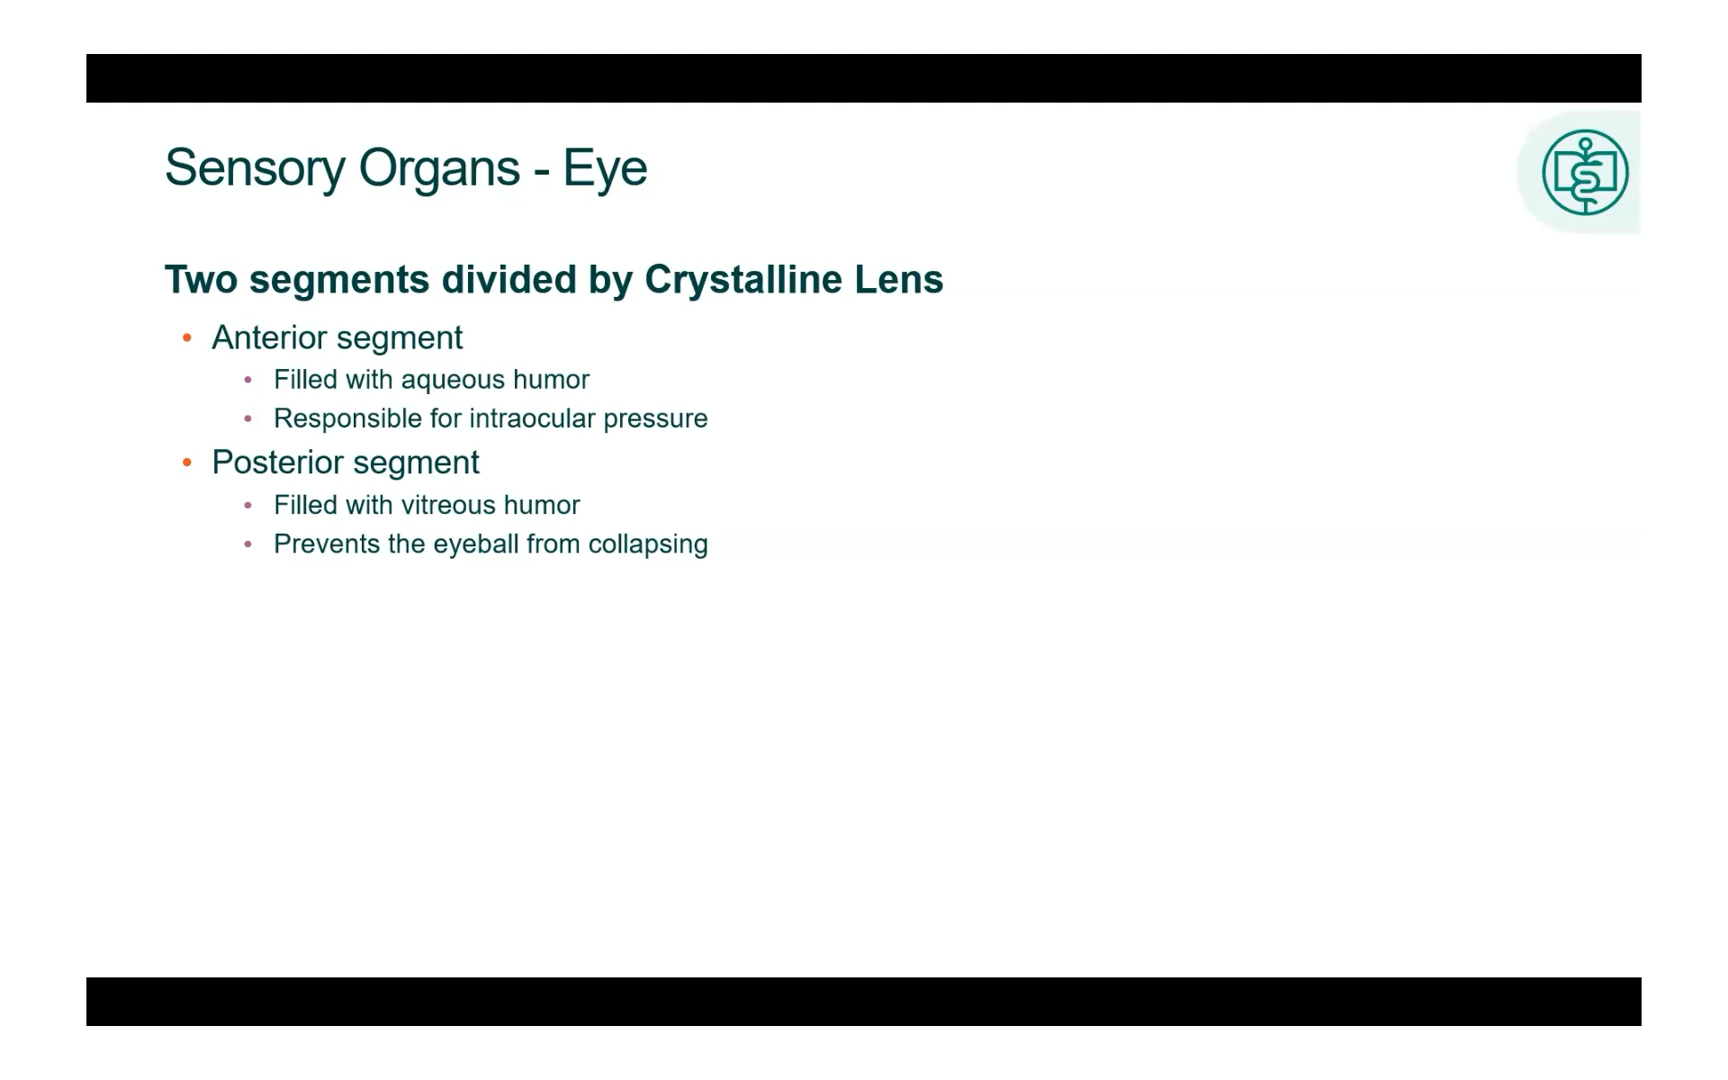 Sensory Organs - Eye
Two segments divided by Crystalline Lens
• Anterior segment
• Filled with aqueous humor
• Responsible for intraocular pressure
• Posterior segment
• Filled with vitreous humor
• Prevents the eyeball from collapsing